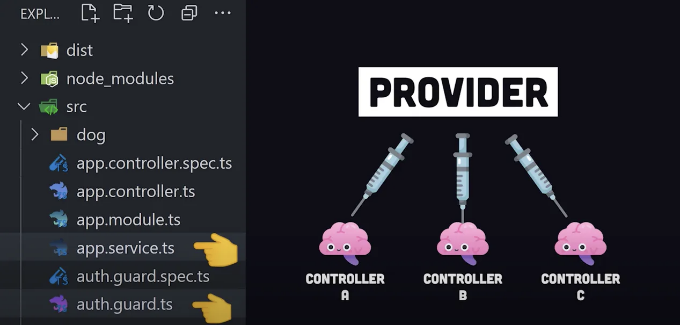 EXPL...
dist
node_modules
src
dog
app.controller.spec.ts
app.controller.ts
app.module.ts
app.service.ts
auth.guard.spec.ts
auth.guard.ts
PROVIDER
CONTROLLER
A
CONTROLLER
B
CONTROLLER
C